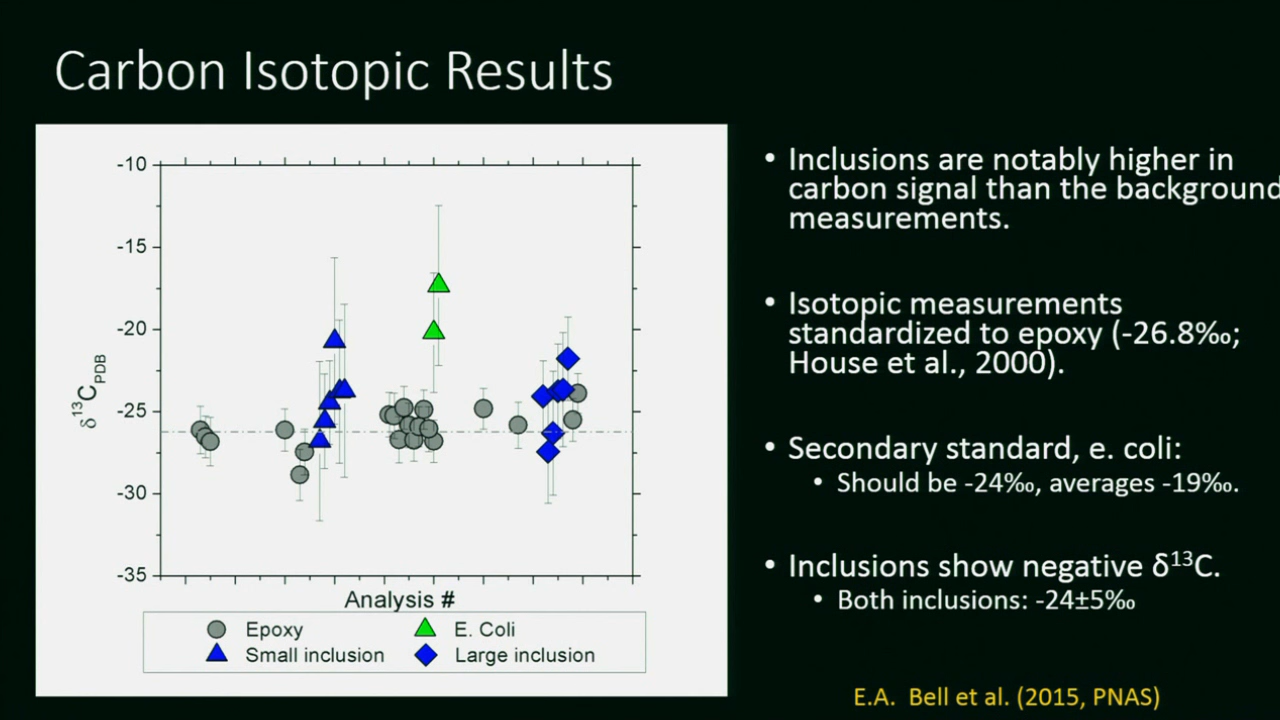 Carbon Isotopic Results
-10
-15
-20
-25
-30
-35
δ¹³C_PDB
Analysis #
Epoxy
E. Coli
Small inclusion
Large inclusion
• Inclusions are notably higher in
carbon signal than the background
measurements.
• Isotopic measurements
standardized to epoxy (-26.8‰;
House et al., 2000).
• Secondary standard, e. coli:
• Should be -24‰, averages -19‰.
• Inclusions show negative δ¹³C.
• Both inclusions: -24±5‰
E.A. Bell et al. (2015, PNAS)